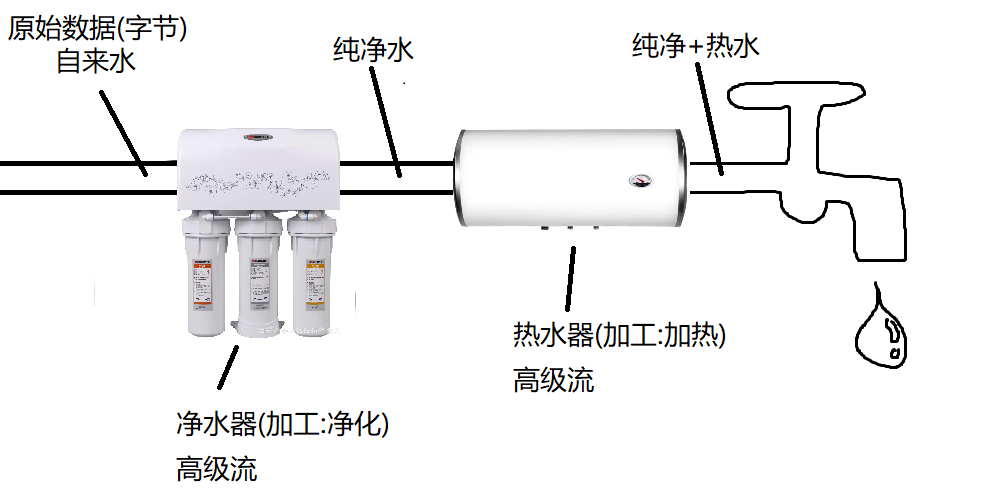 原始数据(字节)
自来水
纯净水
纯净+热水
热水器(加工:加热)
高级流
净水器(加工:净化)
高级流